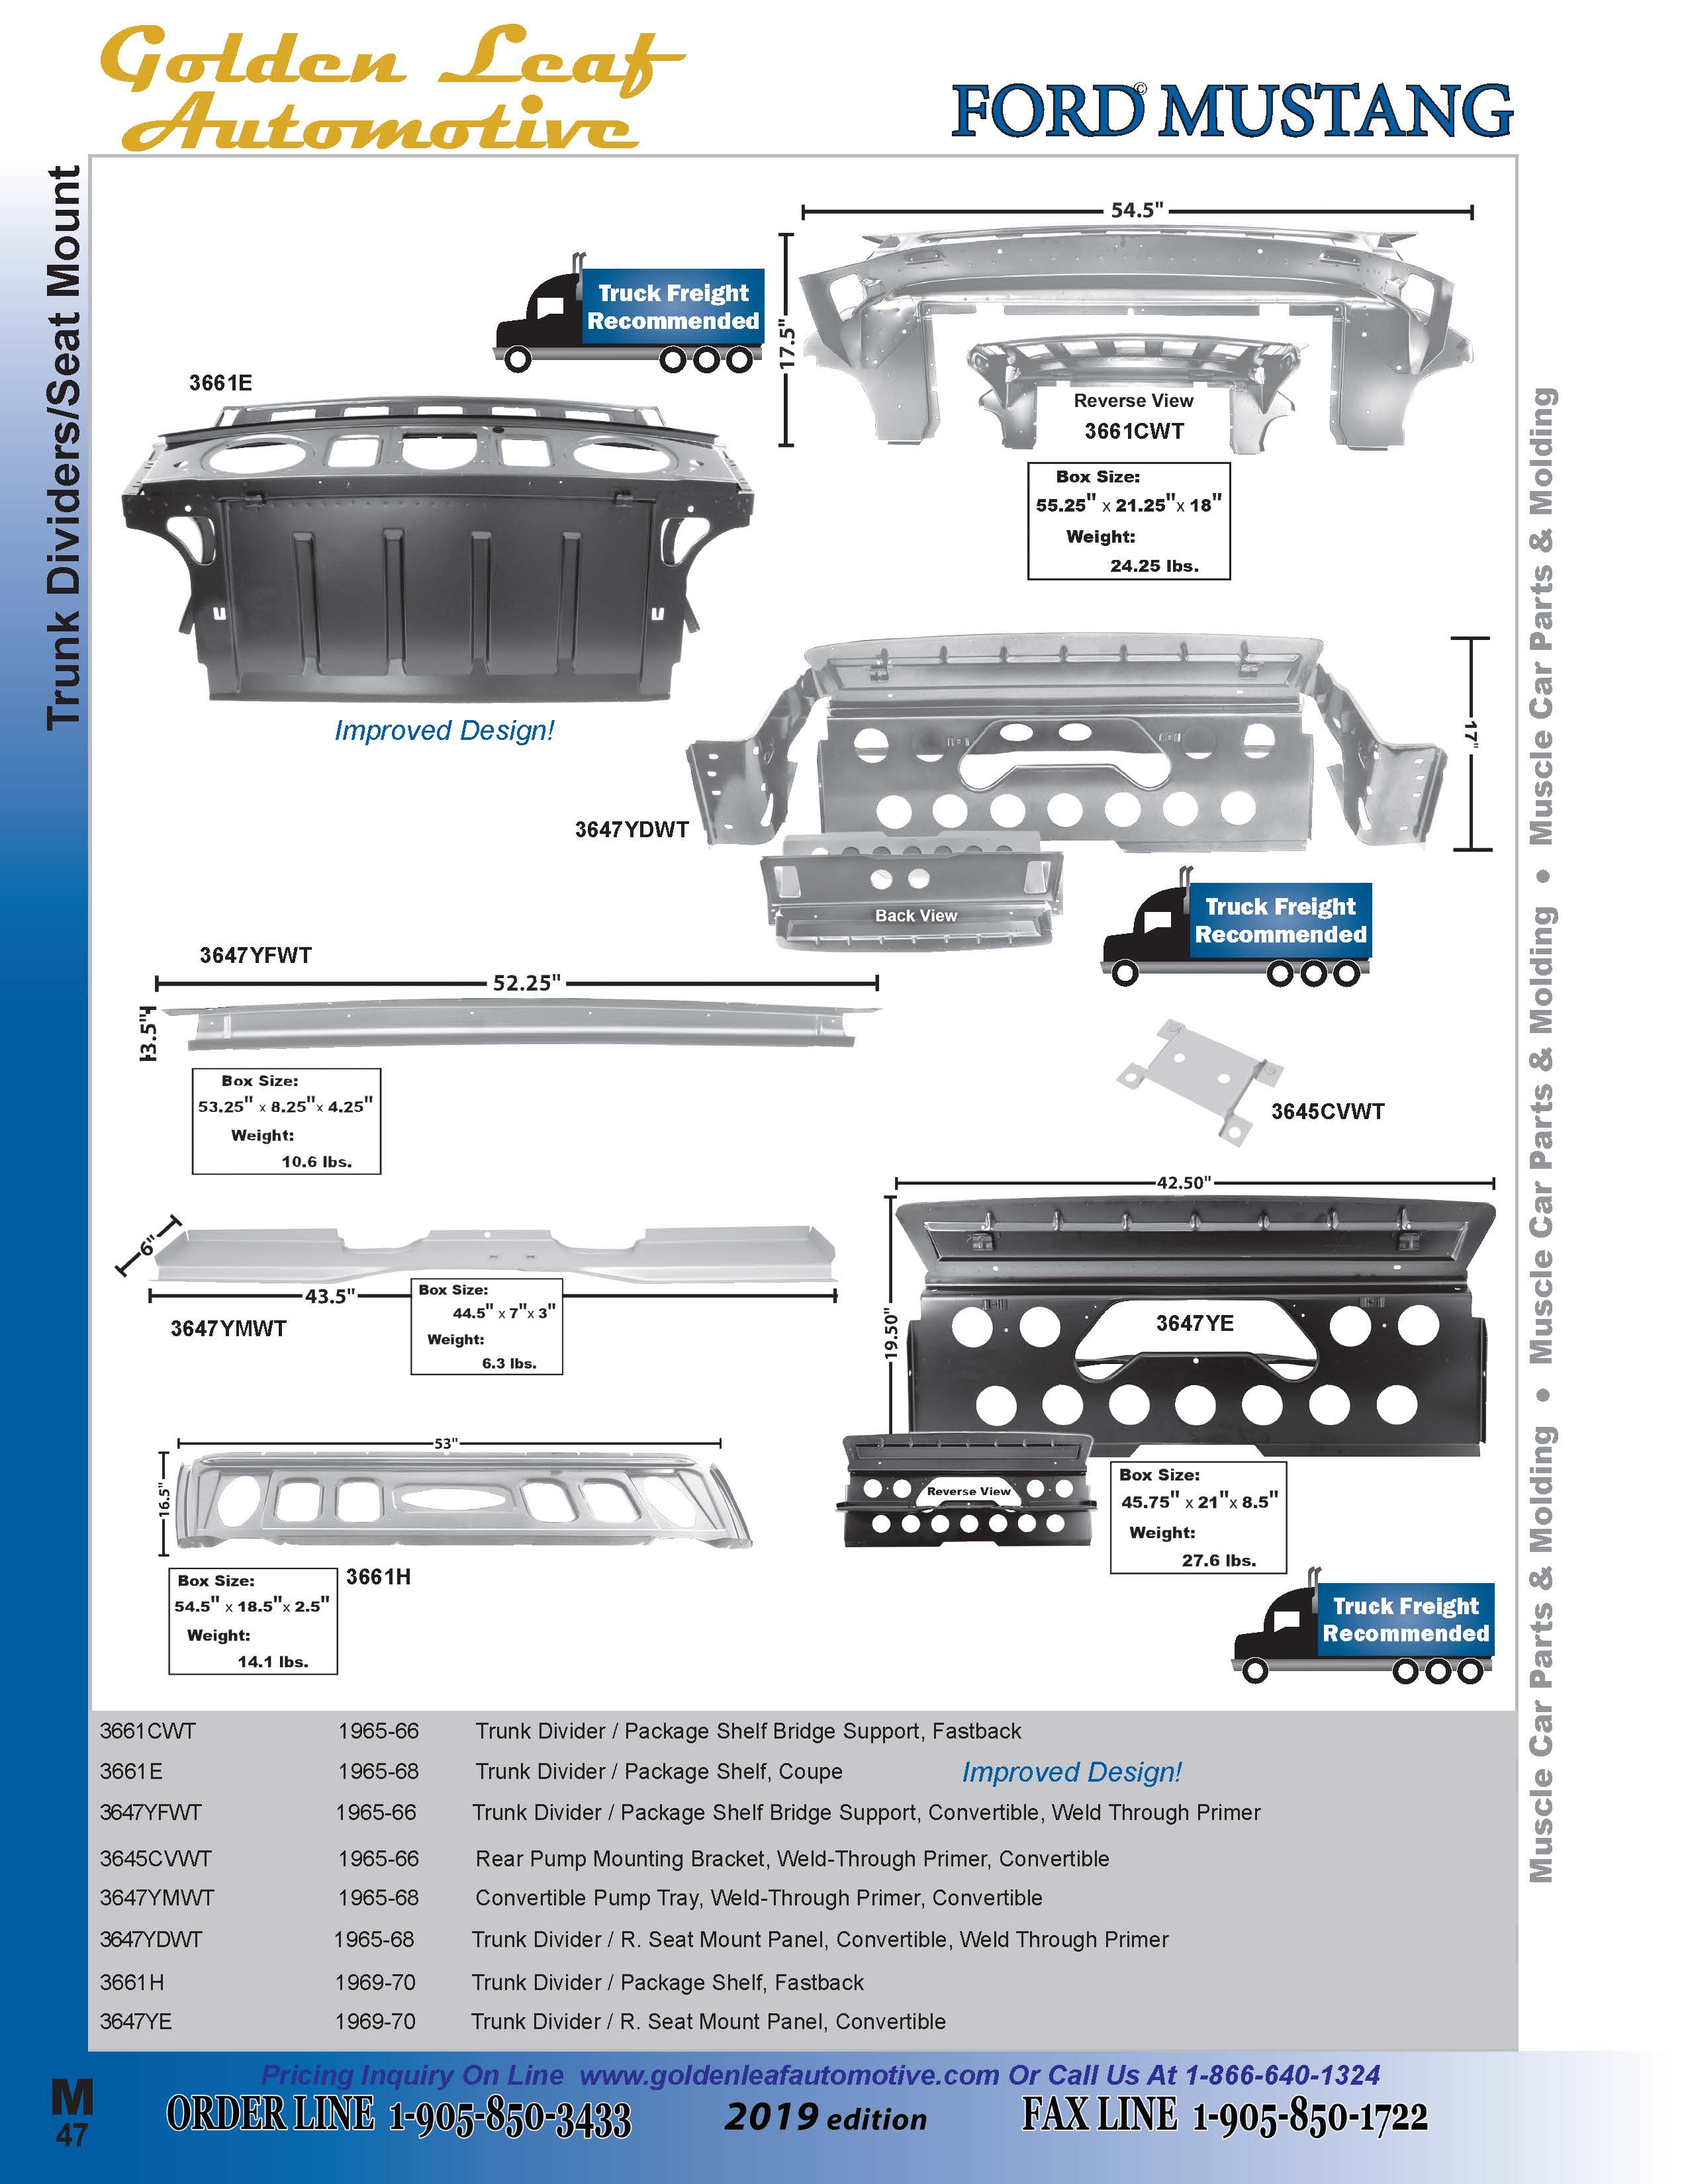 Golden Leaf
Automotive
FORD© MUSTANG
Trunk Dividers/Seat Mount
54.5"
17.5"
Truck Freight
Recommended
3661E
Reverse View
3661CWT
Box Size:
55.25" x 21.25" x 18"
Weight:
24.25 lbs.
Improved Design!
17"
3647YDWT
Back View
Truck Freight
Recommended
3647YFWT
52.25"
3.5"
Box Size:
53.25" x 8.25" x 4.25"
Weight:
10.6 lbs.
3645CVWT
6"
43.5"
3647YMWT
Box Size:
44.5" x 7" x 3"
Weight:
6.3 lbs.
42.50"
19.50"
3647YE
Reverse View
Box Size:
45.75" x 21" x 8.5"
Weight:
27.6 lbs.
Truck Freight
Recommended
53"
16.5"
3661H
Box Size:
54.5" x 18.5" x 2.5"
Weight:
14.1 lbs.
3661CWT 1965-66 Trunk Divider / Package Shelf Bridge Support, Fastback
3661E 1965-68 Trunk Divider / Package Shelf, Coupe Improved Design!
3647YFWT 1965-66 Trunk Divider / Package Shelf Bridge Support, Convertible, Weld Through Primer
3645CVWT 1965-66 Rear Pump Mounting Bracket, Weld-Through Primer, Convertible
3647YMWT 1965-68 Convertible Pump Tray, Weld-Through Primer, Convertible
3647YDWT 1965-68 Trunk Divider / R. Seat Mount Panel, Convertible, Weld Through Primer
3661H 1969-70 Trunk Divider / Package Shelf, Fastback
3647YE 1969-70 Trunk Divider / R. Seat Mount Panel, Convertible
Muscle Car Parts & Molding • Muscle Car Parts & Molding • Muscle Car Parts & Molding
Pricing Inquiry On Line www.goldenleafautomotive.com Or Call Us At 1-866-640-1324
M
47
ORDER LINE 1-905-850-3433
2019 edition
FAX LINE 1-905-850-1722